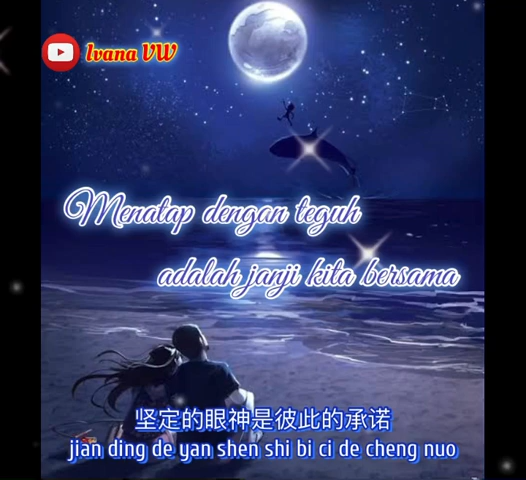 Ivana VW
Menatap dengan teguh
adalah janji kita bersama
坚定的眼神是彼此的承诺
jian ding de yan shen shi bi ci de cheng nuo